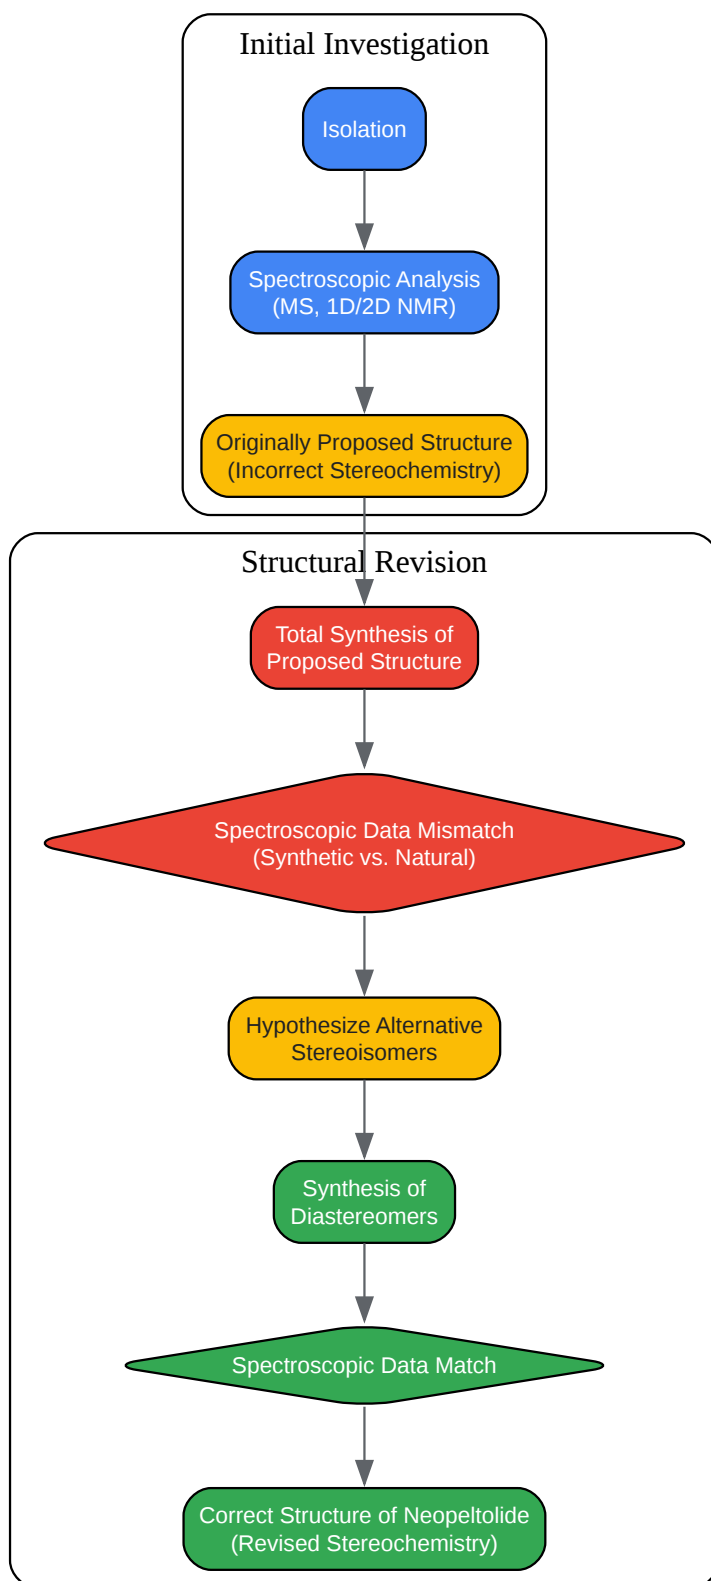 Initial Investigation
Isolation
Spectroscopic Analysis
(MS, 1D/2D NMR)
Originally Proposed Structure
(Incorrect Stereochemistry)
Structural Revision
Total Synthesis of
Proposed Structure
Spectroscopic Data Mismatch
(Synthetic vs. Natural)
Hypothesize Alternative
Stereoisomers
Synthesis of
Diastereomers
Spectroscopic Data Match
Correct Structure of Neopeltolide
(Revised Stereochemistry)